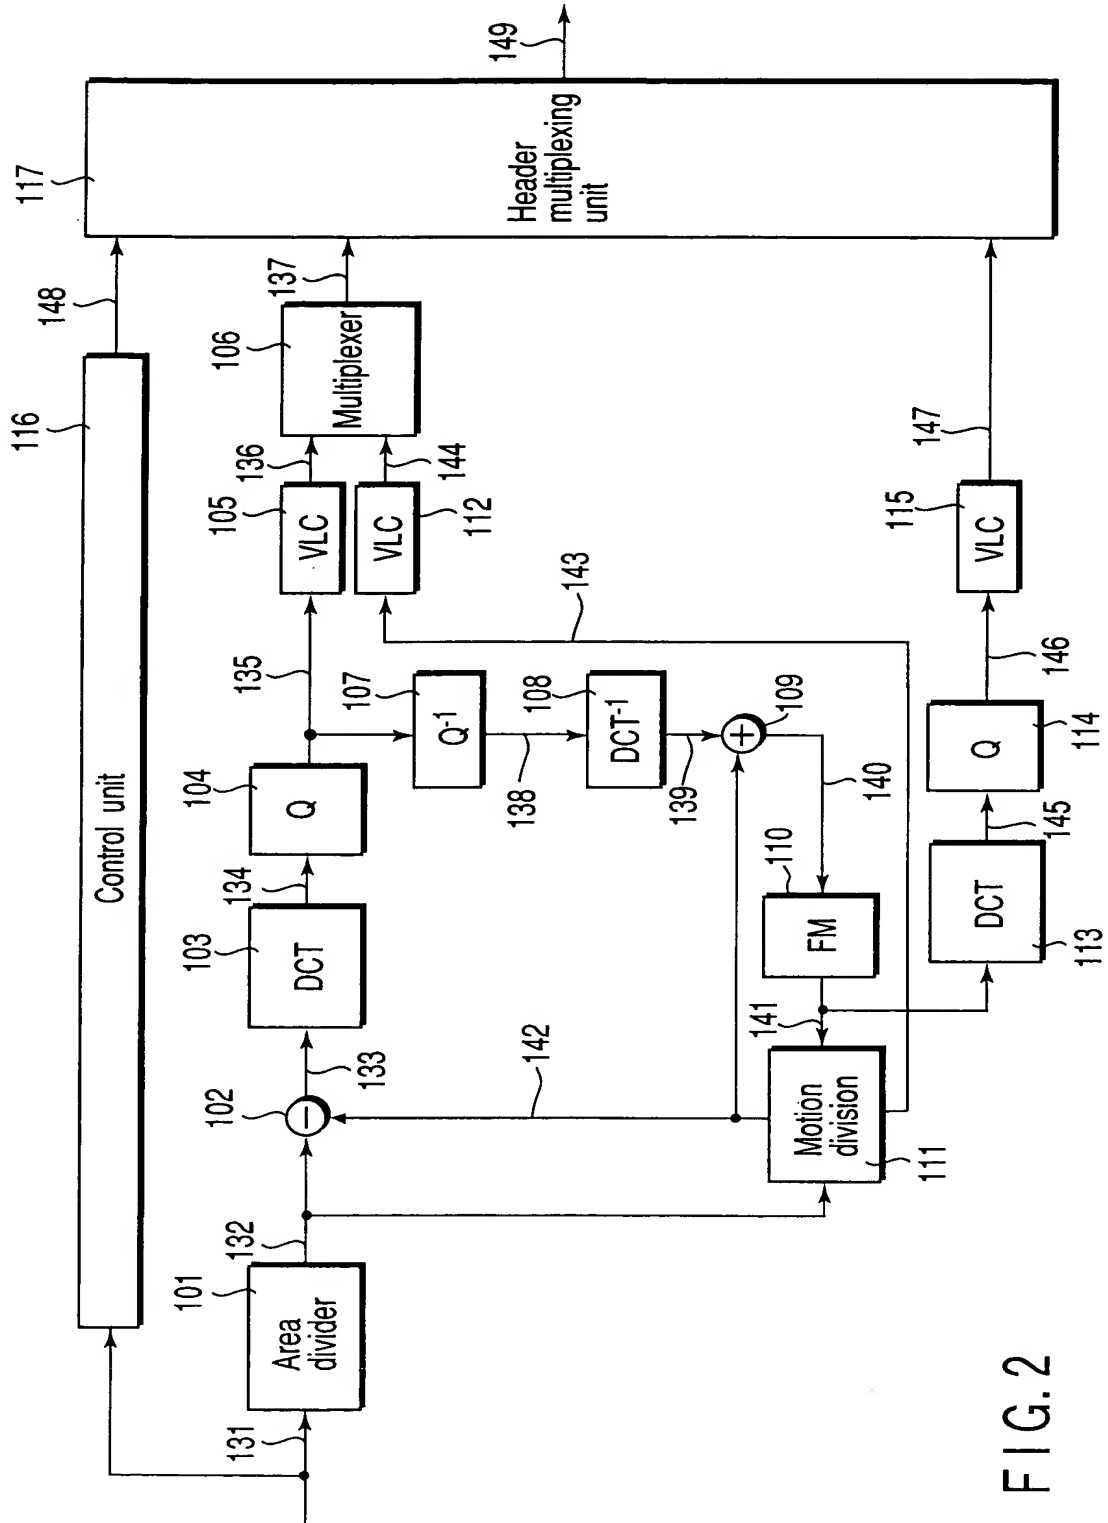 116
Control unit
148
117
Header
multiplexing
unit
149
131
101
Area
divider
132
102
−
133
103
DCT
134
104
Q
135
105
VLC
136
106
Multiplexer
137
112
VLC
144
143
107
Q-1
138
108
DCT-1
139
109
+
140
110
FM
141
142
111
Motion
division
113
DCT
145
114
Q
146
115
VLC
147
FIG. 2